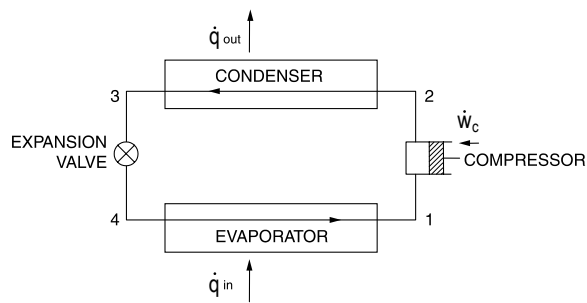 q̇ out
CONDENSER
3
2
EXPANSION
VALVE
ẇc
COMPRESSOR
4
1
EVAPORATOR
q̇ in